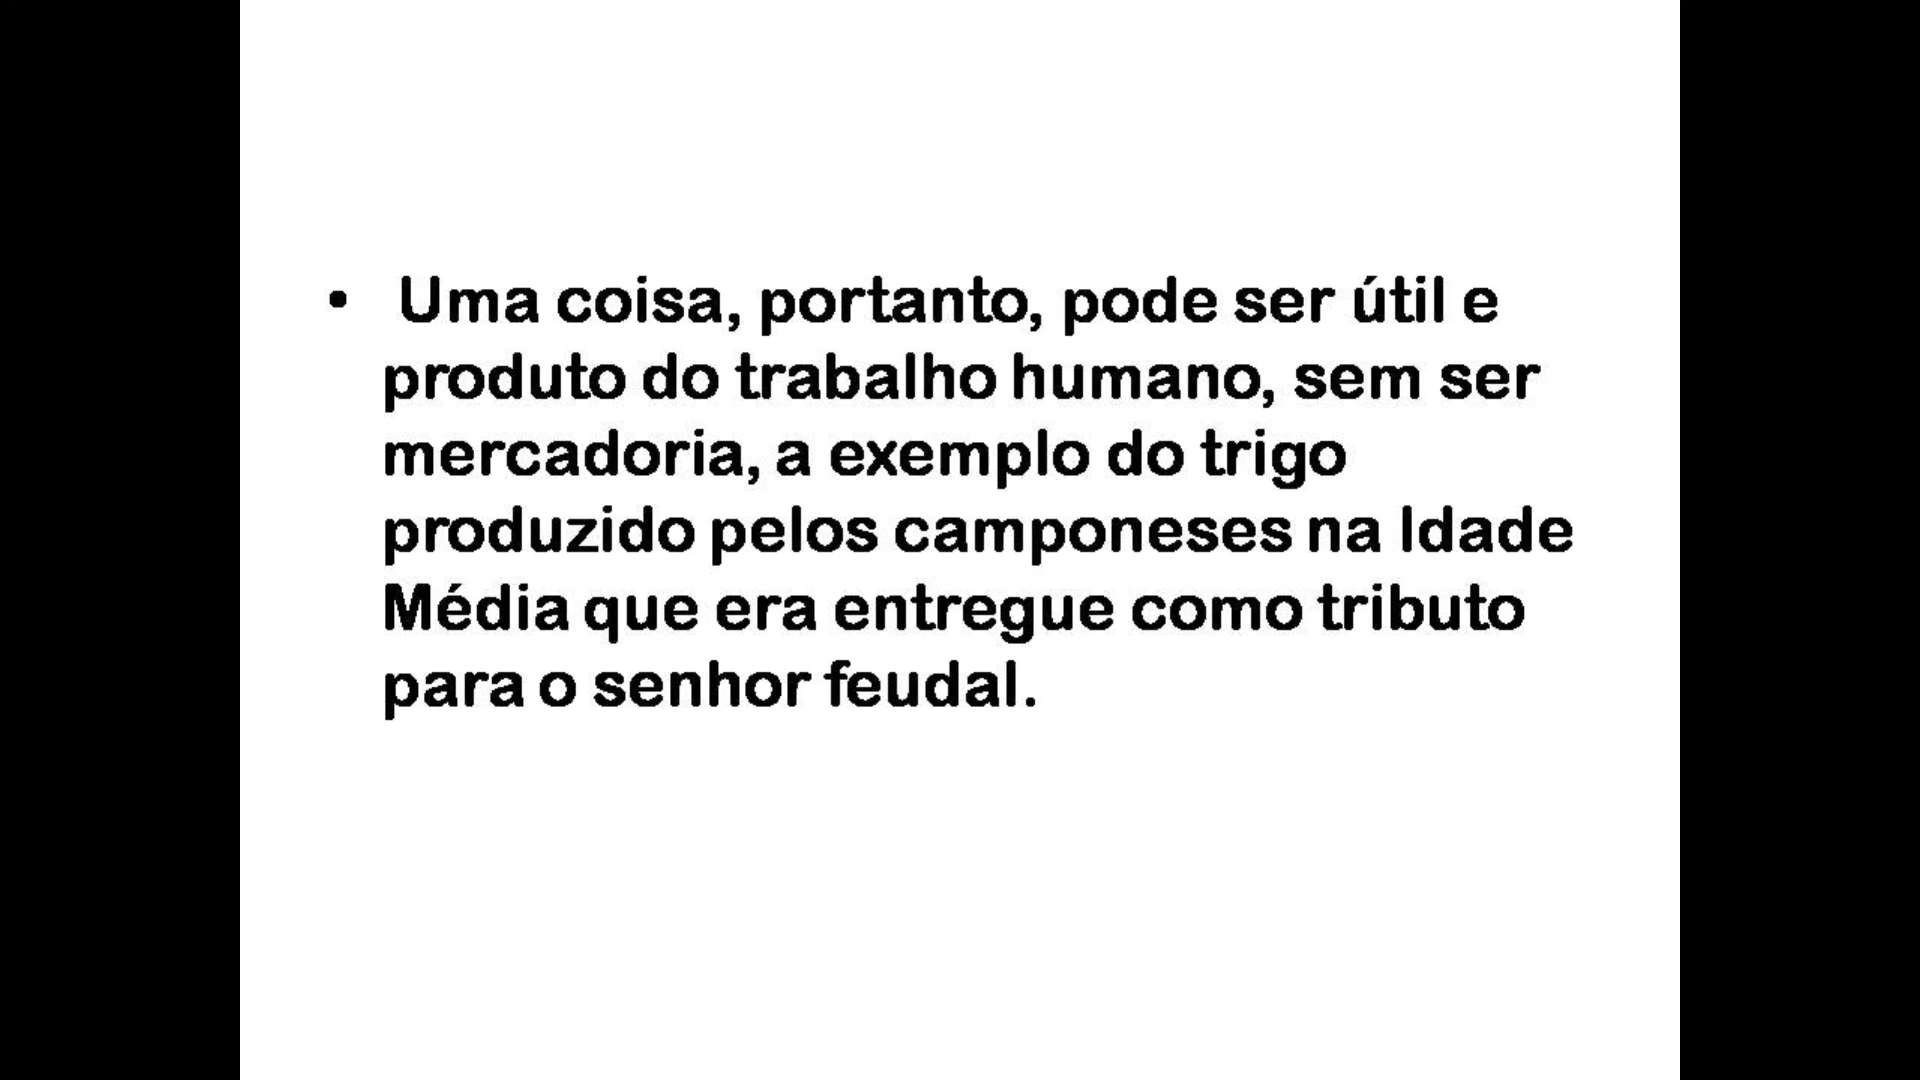 • Uma coisa, portanto, pode ser útil e
produto do trabalho humano, sem ser
mercadoria, a exemplo do trigo
produzido pelos camponeses na Idade
Média que era entregue como tributo
para o senhor feudal.